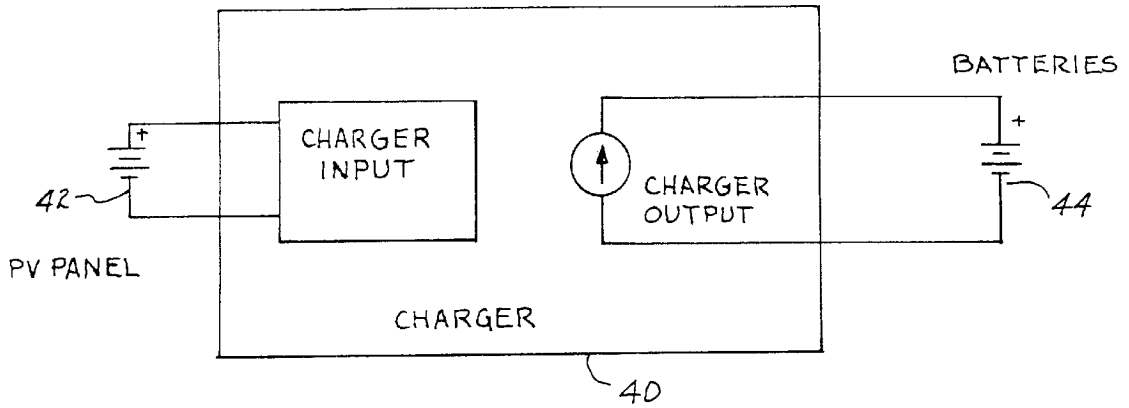 BATTERIES
+
CHARGER
INPUT
+
42
CHARGER
OUTPUT
44
PV PANEL
CHARGER
40